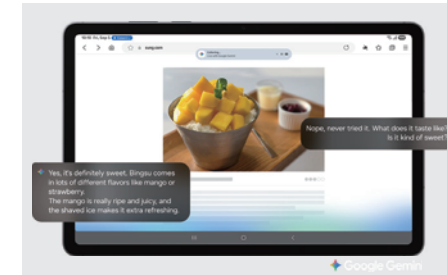 sung.com
Nope, never tried it. What does it taste like?
Is it kind of sweet?
Yes, it's definitely sweet. Bingsu comes
in lots of different flavors like mango or
strawberry.
The mango is really ripe and juicy, and
the shaved ice makes it extra refreshing.
Google Gemini